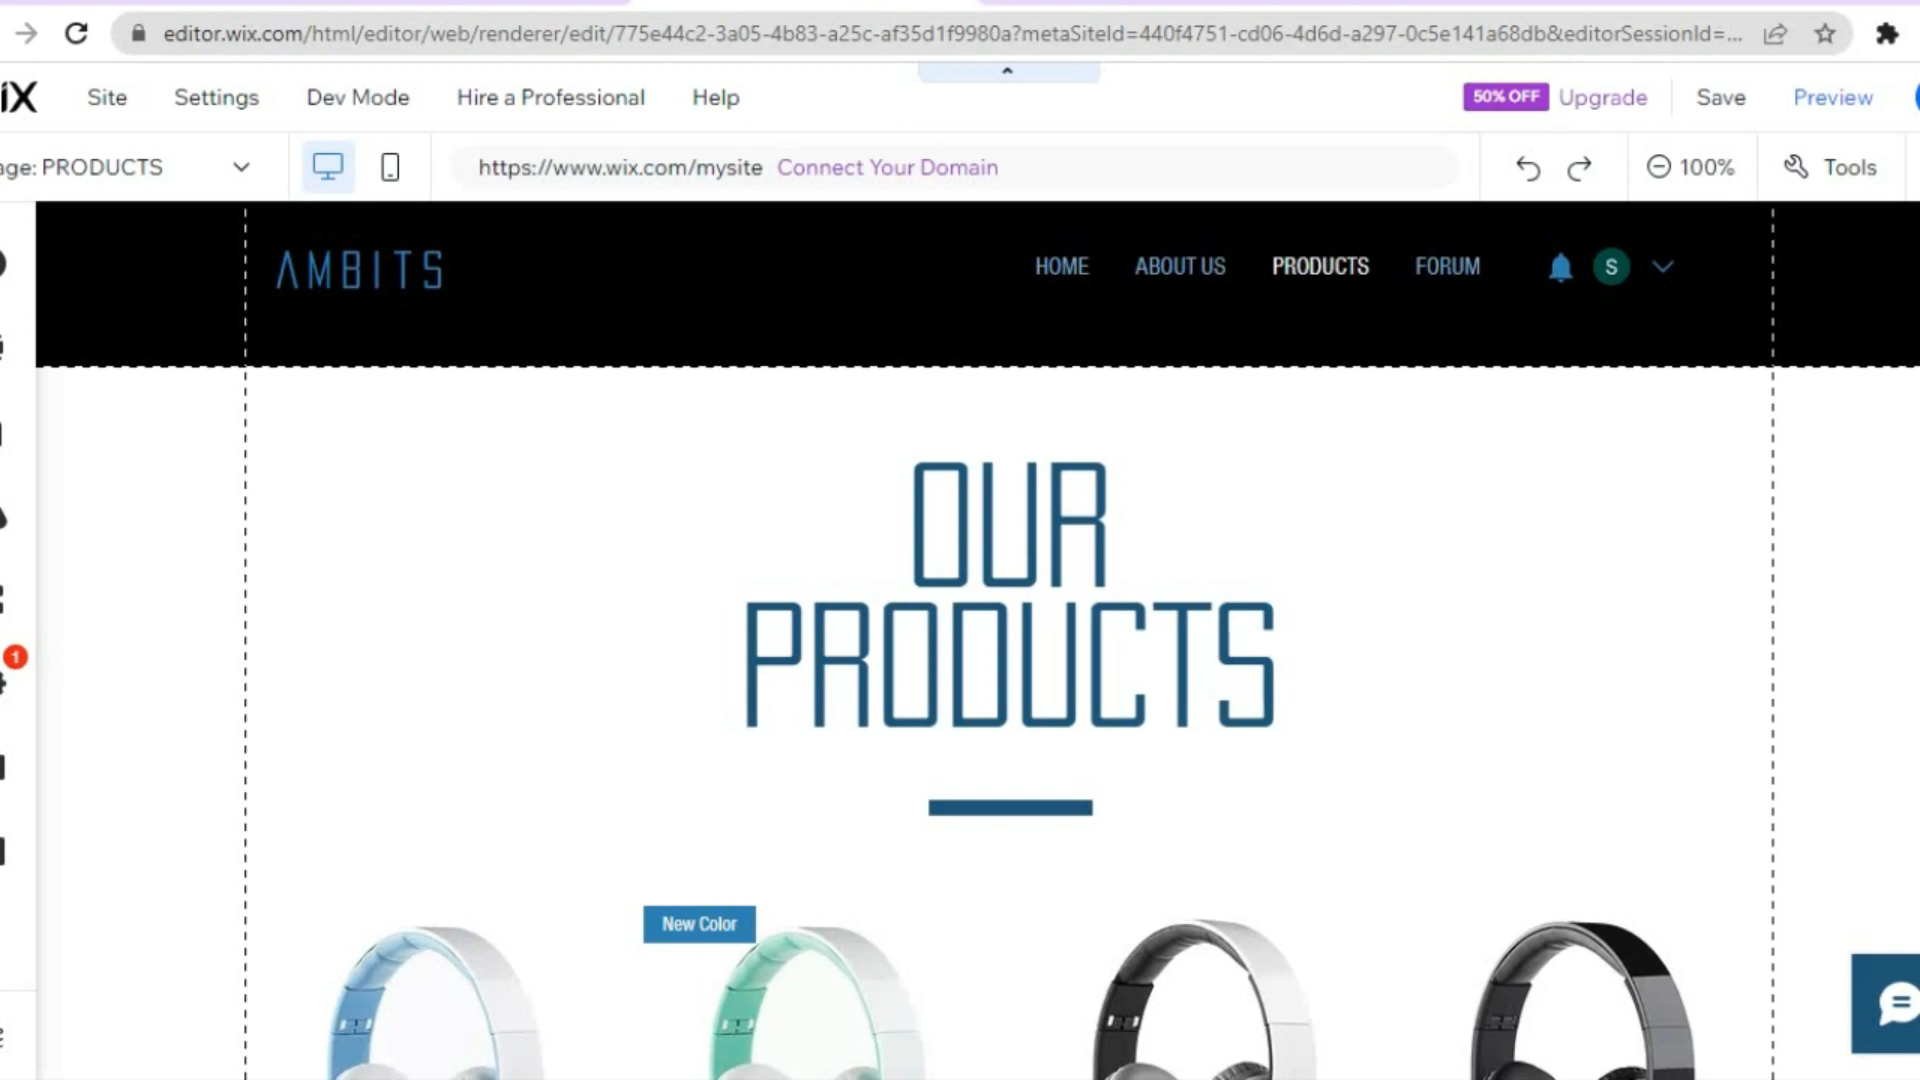 editor.wix.com/html/editor/web/renderer/edit/775e44c2-3a05-4b83-a25c-af35d1f9980a?metaSiteId=440f4751-cd06-4d6d-a297-0c5e141a68db&editorSessionId=...
iX Site Settings Dev Mode Hire a Professional Help 50% OFF Upgrade Save Preview
age: PRODUCTS https://www.wix.com/mysite Connect Your Domain 100% Tools
AMBITS HOME ABOUT US PRODUCTS FORUM S
OUR
PRODUCTS
1
New Color